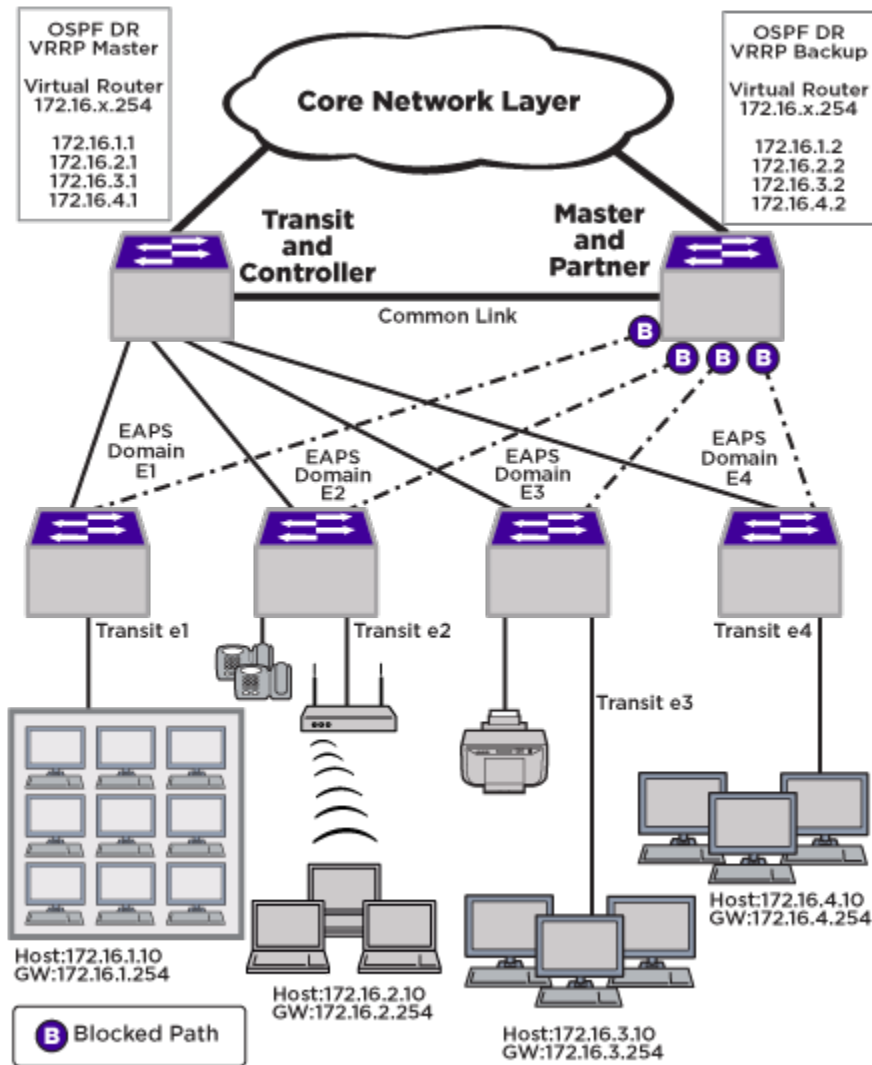 OSPF DR
VRRP Master
Virtual Router
172.16.x.254
172.16.1.1
172.16.2.1
172.16.3.1
172.16.4.1
Core Network Layer
OSPF DR
VRRP Backup
Virtual Router
172.16.x.254
172.16.1.2
172.16.2.2
172.16.3.2
172.16.4.2
Transit
and
Controller
Master
and
Partner
Common Link
B
B
B
B
EAPS
Domain
E1
EAPS
Domain
E2
EAPS
Domain
E3
EAPS
Domain
E4
Transit e1
Transit e2
Transit e3
Transit e4
Host:172.16.1.10
GW:172.16.1.254
Host:172.16.2.10
GW:172.16.2.254
Host:172.16.3.10
GW:172.16.3.254
Host:172.16.4.10
GW:172.16.4.254
B Blocked Path